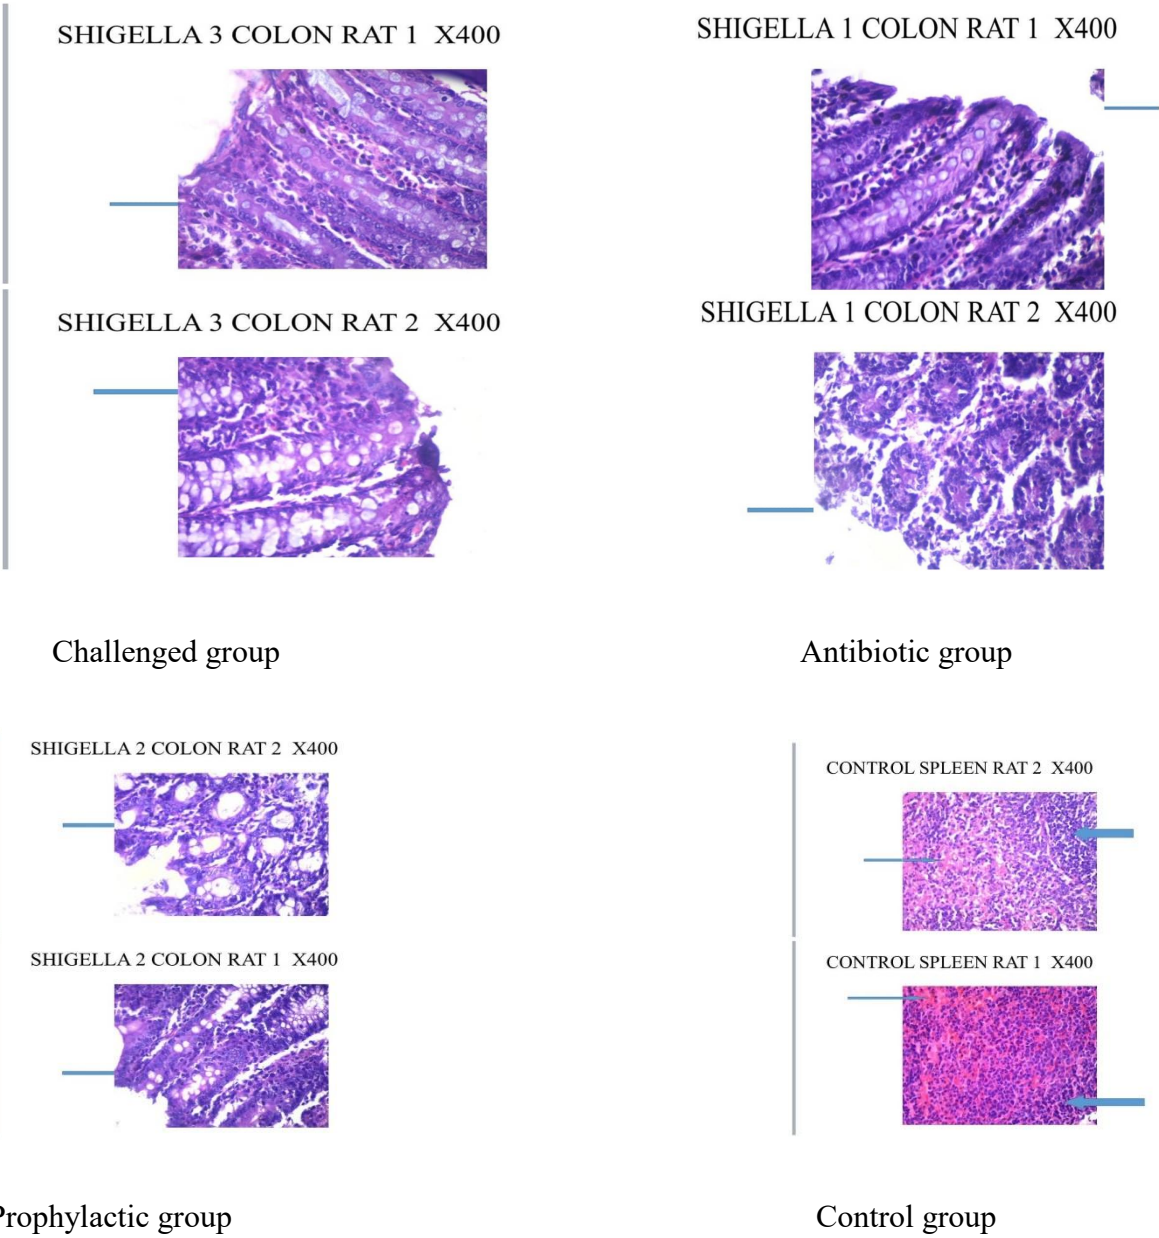 SHIGELLA 3 COLON RAT 1 X400
SHIGELLA 1 COLON RAT 1 X400
SHIGELLA 3 COLON RAT 2 X400
SHIGELLA 1 COLON RAT 2 X400
Challenged group
Antibiotic group
SHIGELLA 2 COLON RAT 2 X400
CONTROL SPLEEN RAT 2 X400
SHIGELLA 2 COLON RAT 1 X400
CONTROL SPLEEN RAT 1 X400
Prophylactic group
Control group